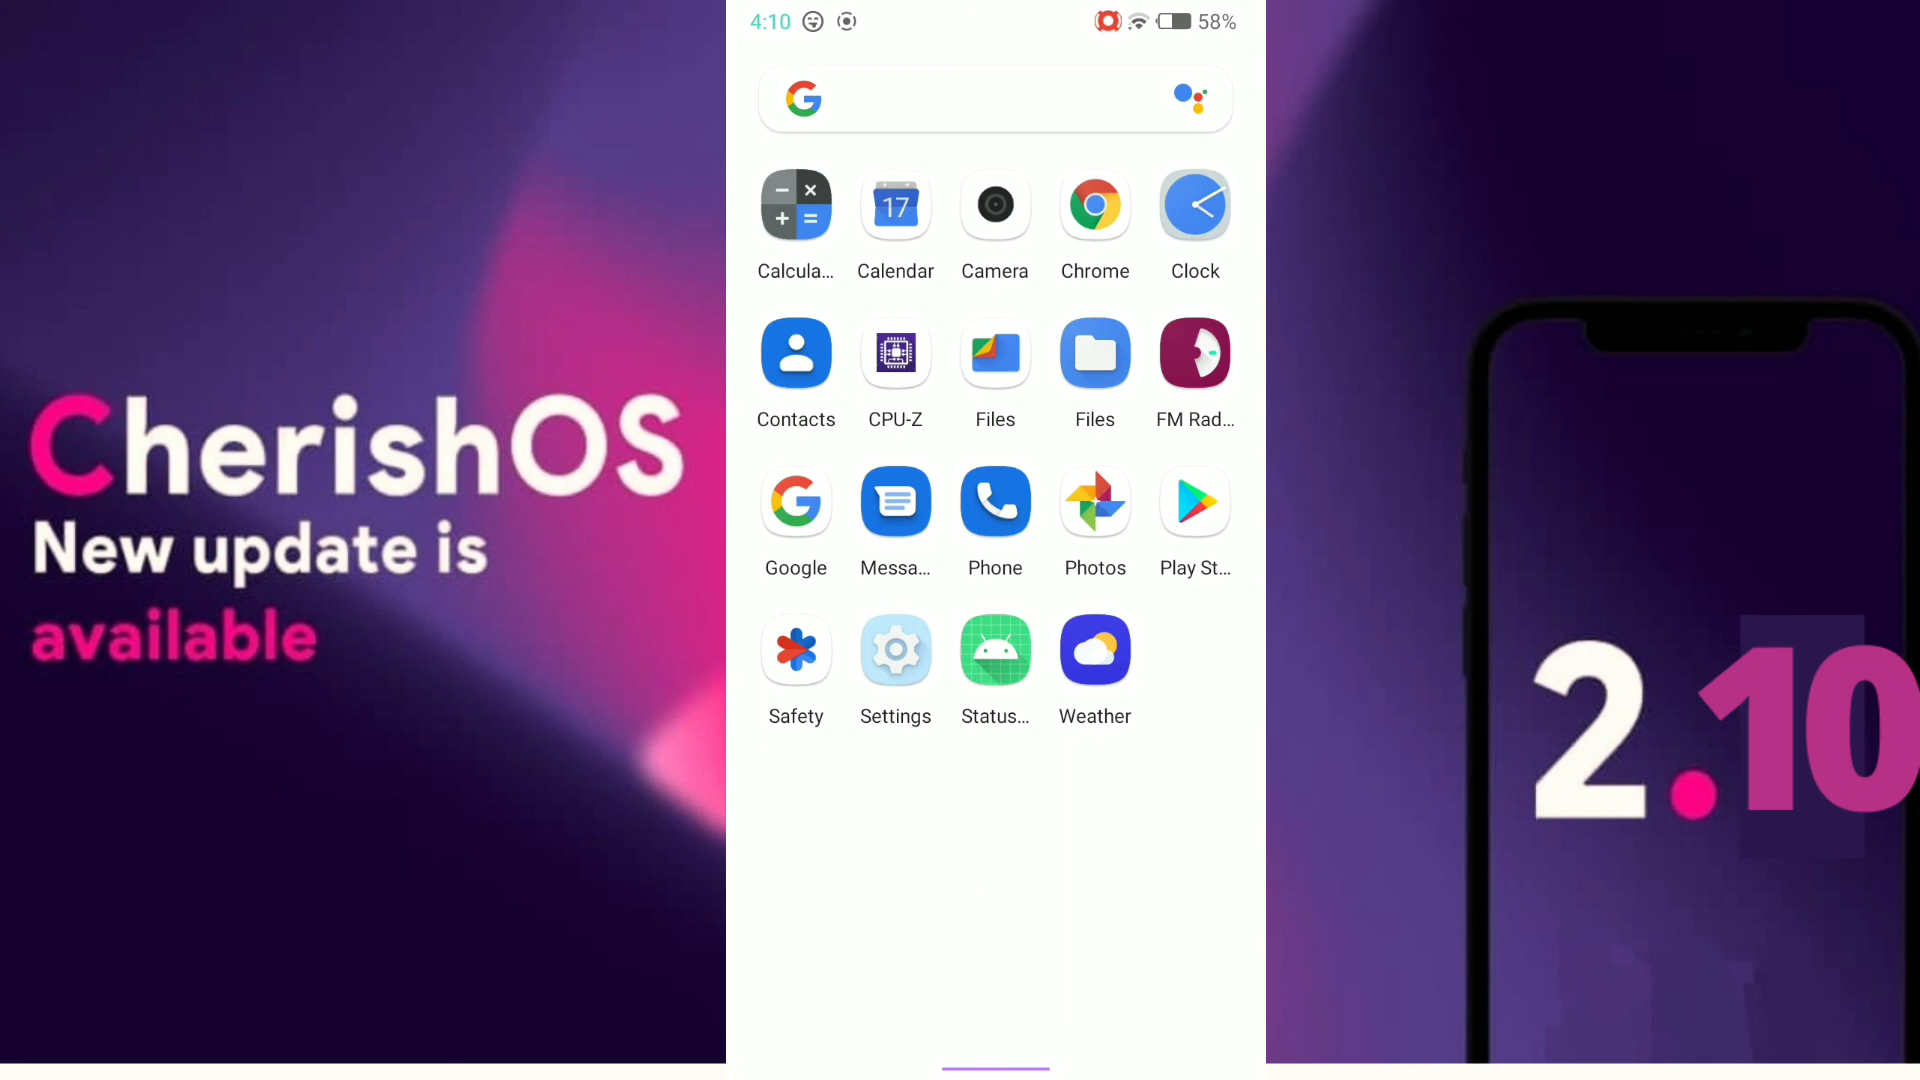 CherishOS
New update is
available
4:10 58%
17
Calcula... Calendar Camera Chrome Clock
Contacts CPU-Z Files Files FM Rad...
Google Messa... Phone Photos Play St...
Safety Settings Status... Weather
2.10